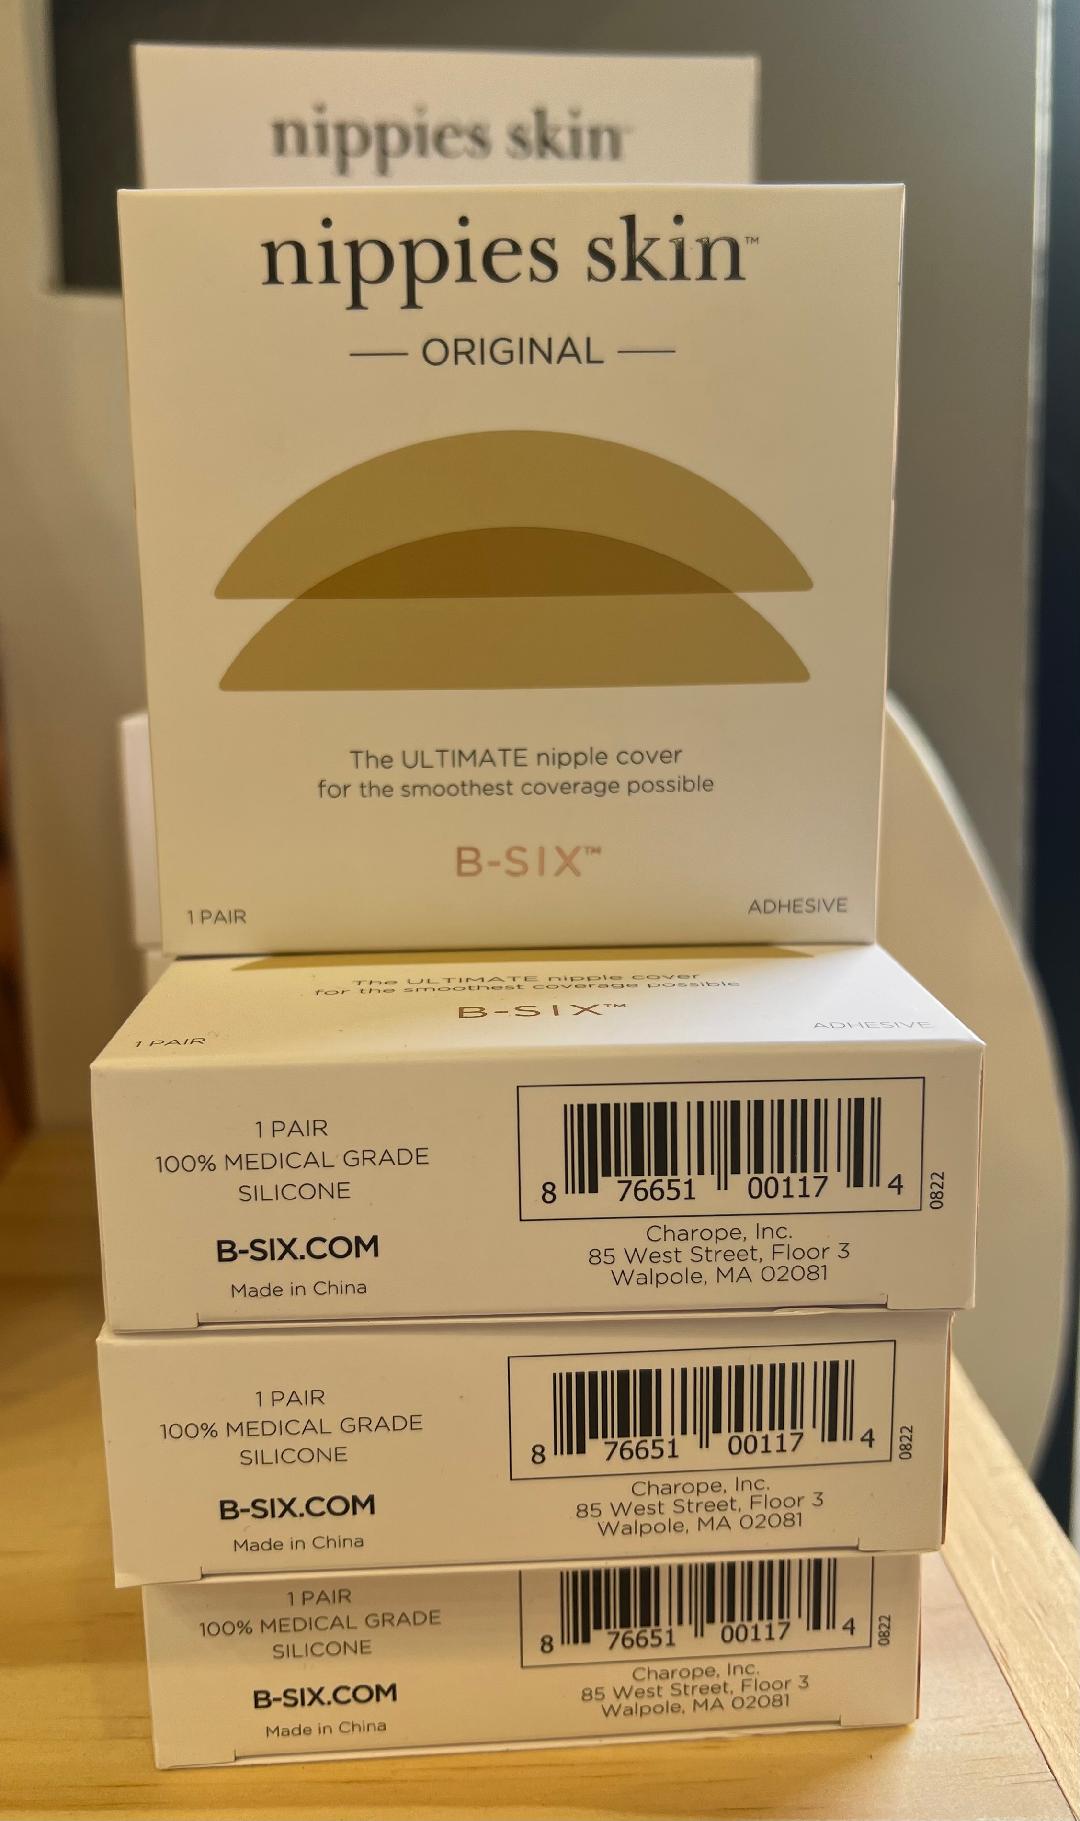 nippies skin
nippies skin™
ORIGINAL
The ULTIMATE nipple cover
for the smoothest coverage possible
B-SIX™
1 PAIR
ADHESIVE
The ULTIMATE nipple cover
for the smoothest coverage possible
B-SIX™
1 PAIR
ADHESIVE
1 PAIR
100% MEDICAL GRADE
SILICONE
B-SIX.COM
Made in China
8 76651 00117 4
0822
Charope, Inc.
85 West Street, Floor 3
Walpole, MA 02081
1 PAIR
100% MEDICAL GRADE
SILICONE
B-SIX.COM
Made in China
8 76651 00117 4
0822
Charope, Inc.
85 West Street, Floor 3
Walpole, MA 02081
1 PAIR
100% MEDICAL GRADE
SILICONE
B-SIX.COM
Made in China
8 76651 00117 4
0822
Charope, Inc.
85 West Street, Floor 3
Walpole, MA 02081